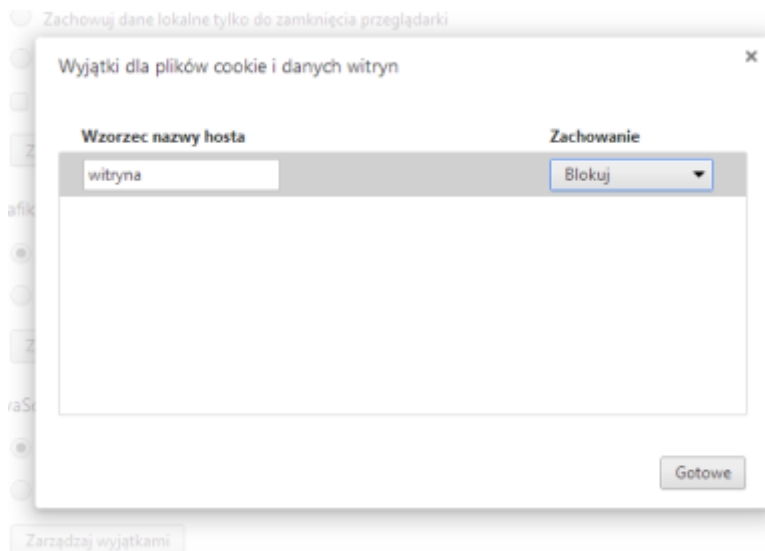 Zachowuj dane lokalne tylko do zamknięcia przeglądarki
Wyjątki dla plików cookie i danych witryn
Wzorzec nazwy hosta Zachowanie
witryna Blokuj
Gotowe
Zarządzaj wyjątkami